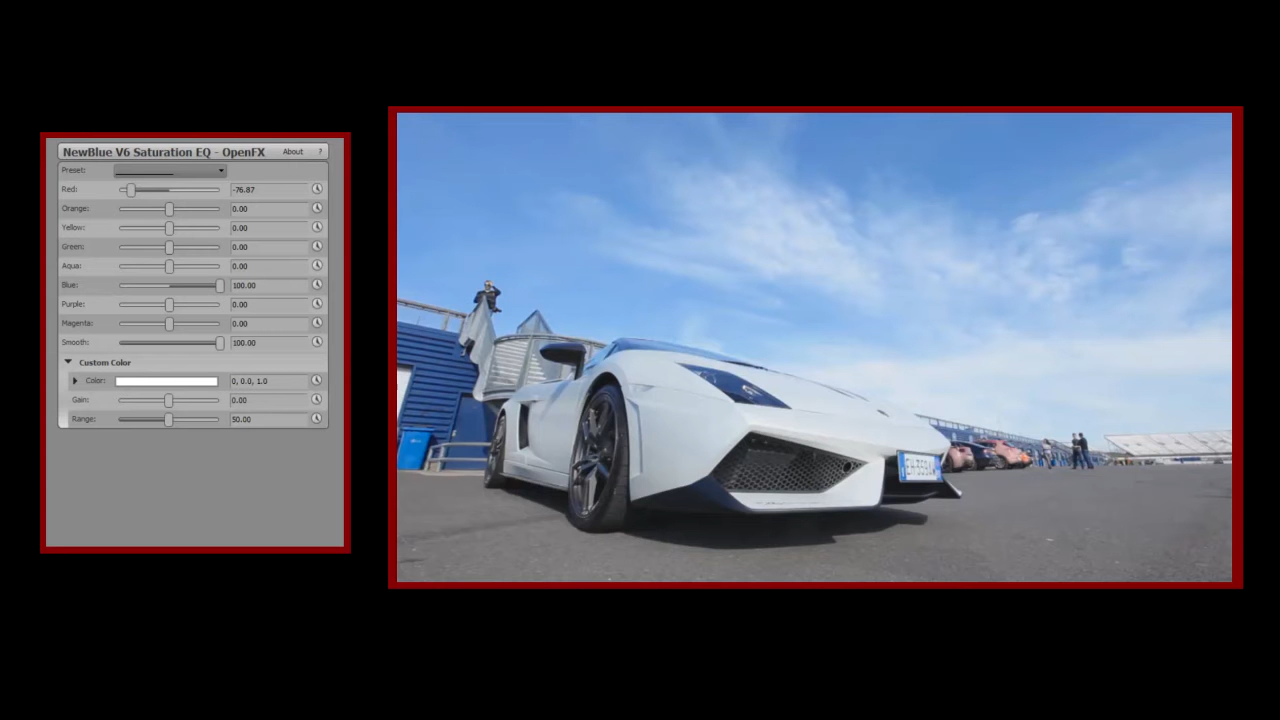 NewBlue V6 Saturation EQ - OpenFX About ?
Preset:
Red: -76.87
Orange: 0.00
Yellow: 0.00
Green: 0.00
Aqua: 0.00
Blue: 100.00
Purple: 0.00
Magenta: 0.00
Smooth: 100.00
Custom Color
Color: 0, 0.0, 1.0
Gain: 0.00
Range: 50.00